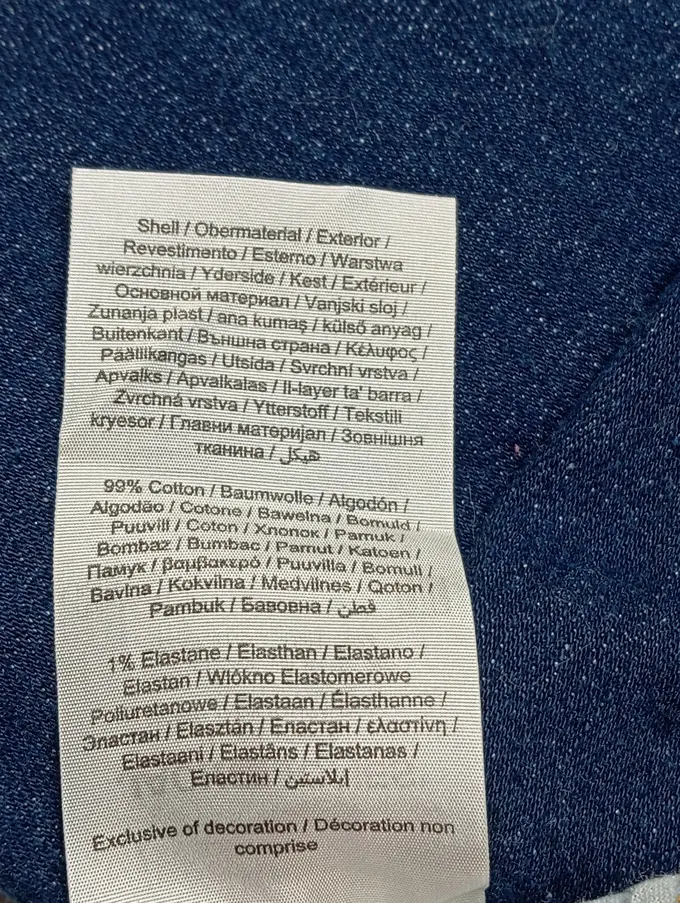 Shell / Obermaterial / Exterior /
Revestimento / Esterno / Warstwa
wierzchnia / Yderside / Kest / Extérieur /
Основной материал / Vanjski sloj /
Zunanja plast / ana kumaş / külső anyag /
Buitenkant / Външна страна / Κέλυφος /
Päällikangas / Utsida / Svrchní vrstva /
Apvalks / Apvalkalas / Il-layer ta' barra /
Zvrchná vrstva / Ytterstoff / Tekstili
kryesor / Главни материјал / Зовнішня
тканина / هيكل
99% Cotton / Baumwolle / Algodón /
Algodão / Cotone / Bawełna / Bomuld /
Puuvill / Coton / Хлопок / Pamuk /
Bombaž / Bumbac / Pamut / Katoen /
Памук / βαμβακερό / Puuvilla / Bomull /
Bavlna / Kokvilna / Medvilnės / Qoton /
Pambuk / Бавовна / قطن
1% Elastane / Elasthan / Elastano /
Elastan / Włókno Elastomerowe
Poliuretanowe / Elastaan / Élasthanne /
Эластан / Elasztán / Еластан / ελαστίνη /
Elastaani / Elastāns / Elastanas /
Еластин / إيلاستين
Exclusive of decoration / Décoration non
comprise